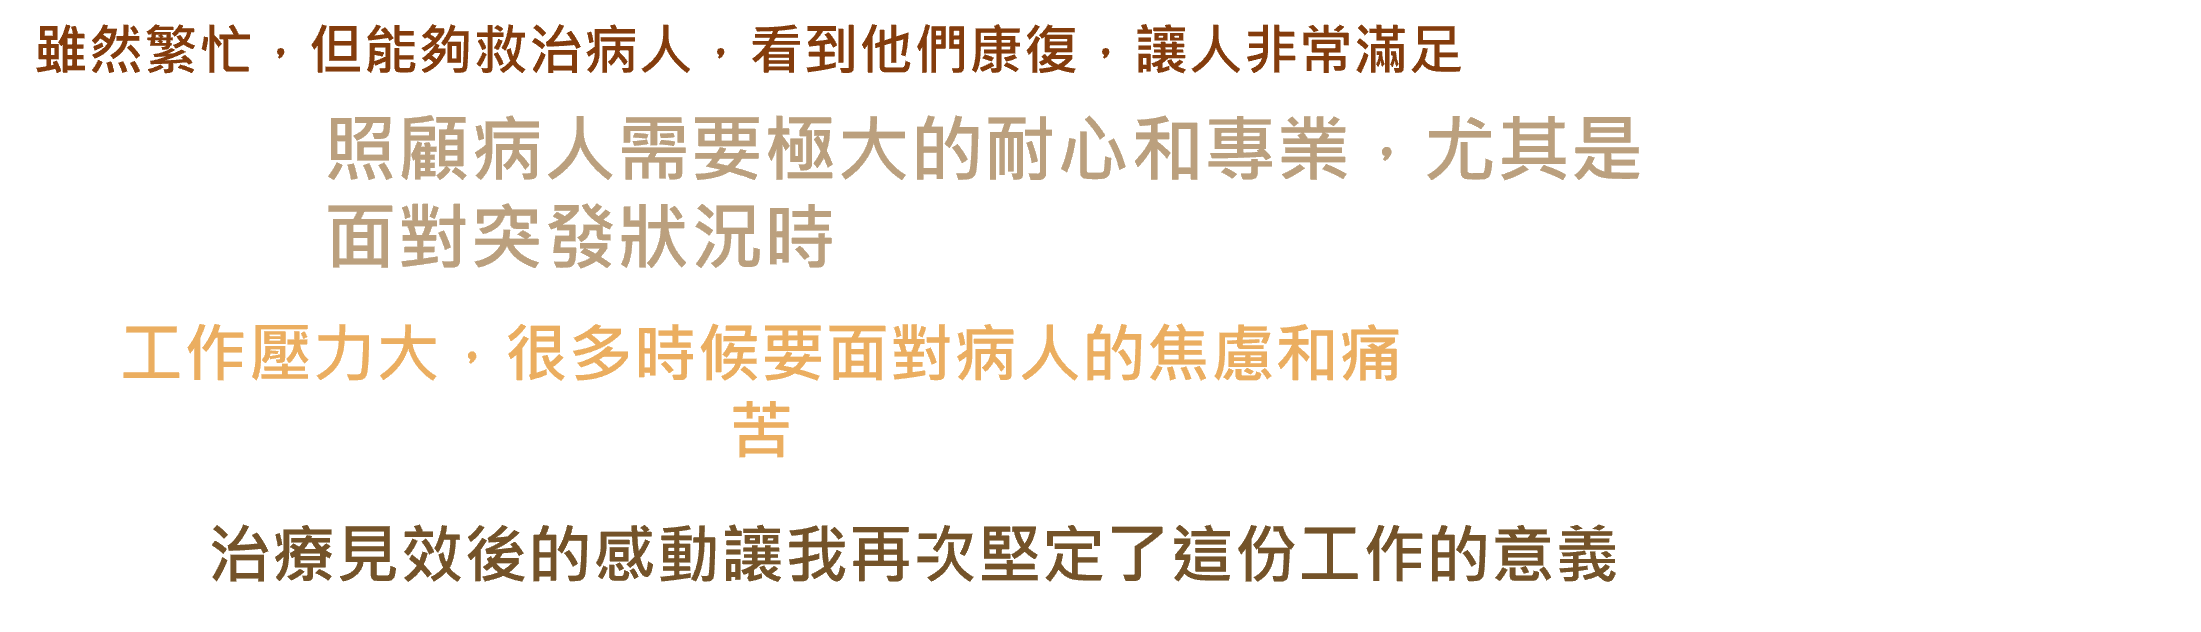 雖然繁忙，但能夠救治病人，看到他們康復，讓人非常滿足
照顧病人需要極大的耐心和專業，尤其是
面對突發狀況時
工作壓力大，很多時候要面對病人的焦慮和痛
苦
治療見效後的感動讓我再次堅定了這份工作的意義